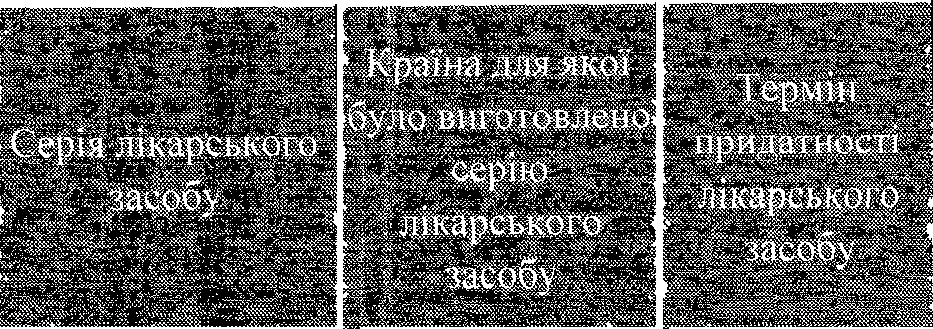 Серія лікарського
засобу
Країна для якої
було виготовлено
серію
лікарського
засобу
Термін
придатності
лікарського
засобу